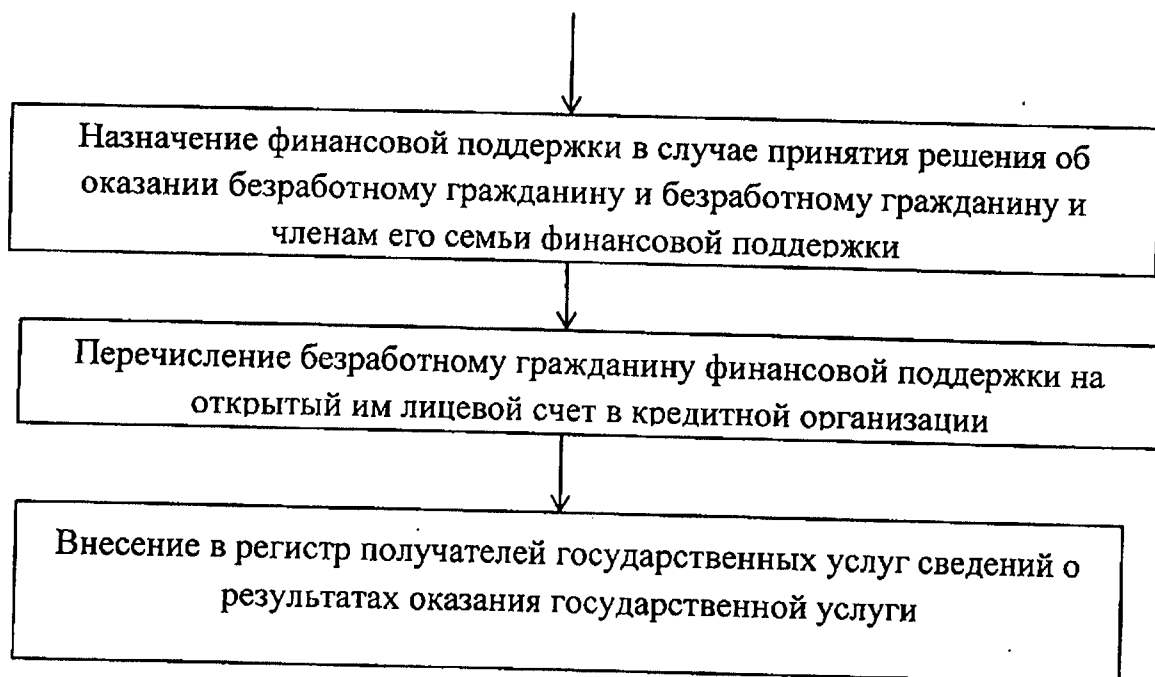 Назначение финансовой поддержки в случае принятия решения об
оказании безработному гражданину и безработному гражданину и
членам его семьи финансовой поддержки
Перечисление безработному гражданину финансовой поддержки на
открытый им лицевой счет в кредитной организации
Внесение в регистр получателей государственных услуг сведений о
результатах оказания государственной услуги